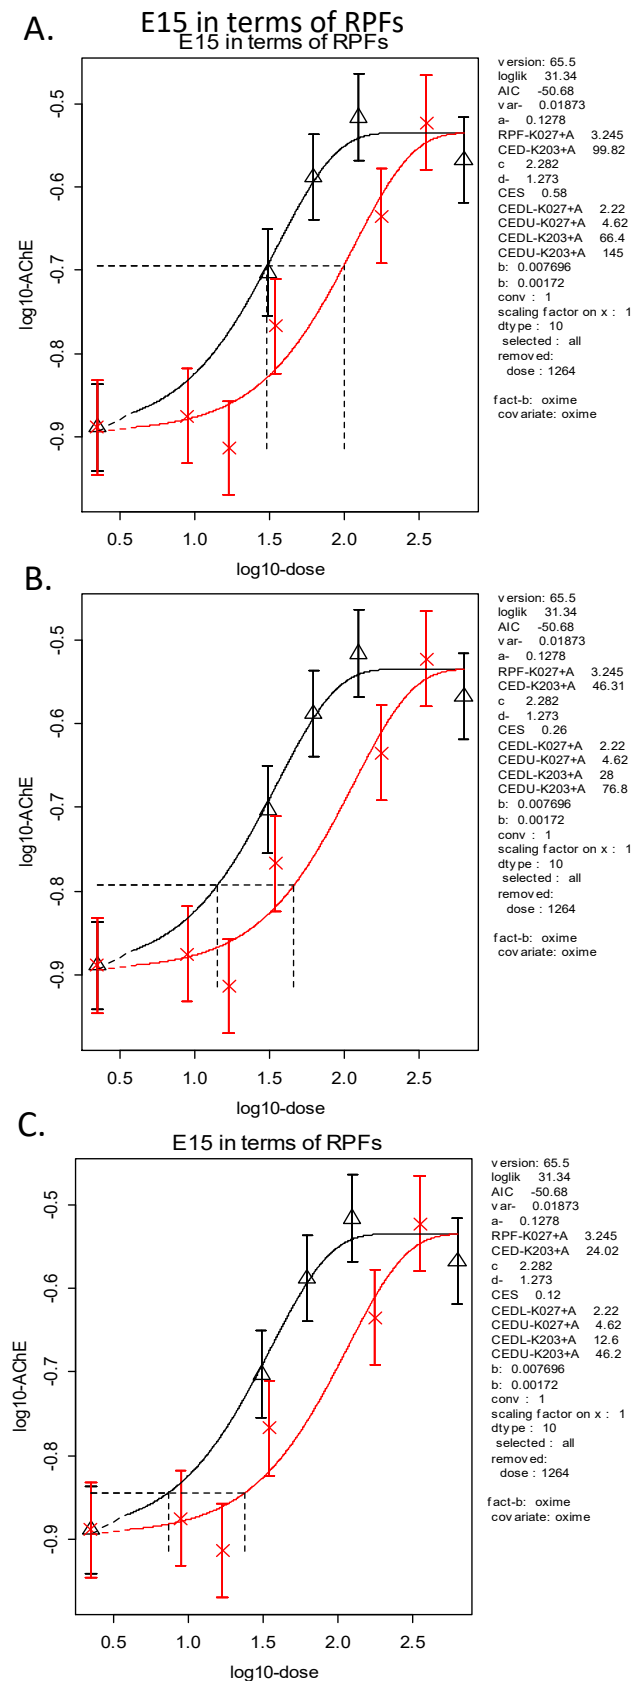 A.
E15 in terms of RPFs
E15 in terms of RPFs
log10-AChE
-0.5
-0.6
-0.7
-0.8
-0.9
0.5 1.0 1.5 2.0 2.5
log10-dose
version: 65.5
loglik 31.34
AIC -50.68
var- 0.01873
a- 0.1278
RPF-K027+A 3.245
CED-K203+A 99.82
c 2.282
d- 1.273
CES 0.58
CEDL-K027+A 2.22
CEDU-K027+A 4.62
CEDL-K203+A 66.4
CEDU-K203+A 145
b: 0.007696
b: 0.00172
conv : 1
scaling factor on x : 1
dtype : 10
selected : all
removed:
dose : 1264
fact-b: oxime
covariate: oxime
B.
log10-AChE
-0.5
-0.6
-0.7
-0.8
-0.9
0.5 1.0 1.5 2.0 2.5
log10-dose
version: 65.5
loglik 31.34
AIC -50.68
var- 0.01873
a- 0.1278
RPF-K027+A 3.245
CED-K203+A 46.31
c 2.282
d- 1.273
CES 0.26
CEDL-K027+A 2.22
CEDU-K027+A 4.62
CEDL-K203+A 28
CEDU-K203+A 76.8
b: 0.007696
b: 0.00172
conv : 1
scaling factor on x : 1
dtype : 10
selected : all
removed:
dose : 1264
fact-b: oxime
covariate: oxime
C.
E15 in terms of RPFs
log10-AChE
-0.5
-0.6
-0.7
-0.8
-0.9
0.5 1.0 1.5 2.0 2.5
log10-dose
version: 65.5
loglik 31.34
AIC -50.68
var- 0.01873
a- 0.1278
RPF-K027+A 3.245
CED-K203+A 24.02
c 2.282
d- 1.273
CES 0.12
CEDL-K027+A 2.22
CEDU-K027+A 4.62
CEDL-K203+A 12.6
CEDU-K203+A 46.2
b: 0.007696
b: 0.00172
conv : 1
scaling factor on x : 1
dtype : 10
selected : all
removed:
dose : 1264
fact-b: oxime
covariate: oxime